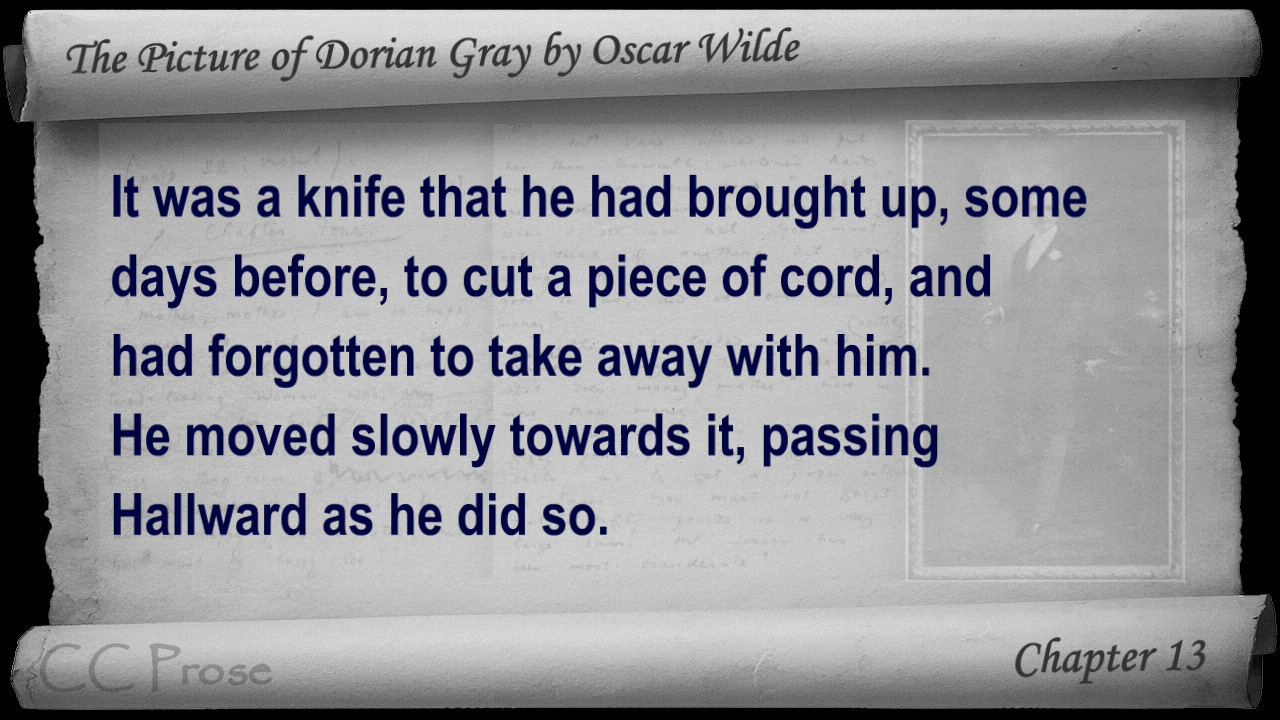 The Picture of Dorian Gray by Oscar Wilde
It was a knife that he had brought up, some
days before, to cut a piece of cord, and
had forgotten to take away with him.
He moved slowly towards it, passing
Hallward as he did so.
CC Prose
Chapter 13